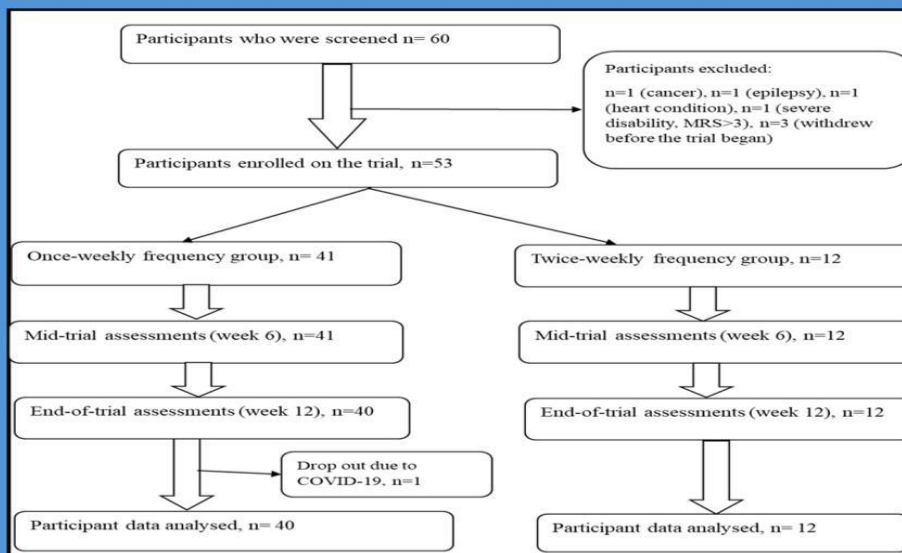 Participants who were screened n= 60
Participants excluded:
n=1 (cancer), n=1 (epilepsy), n=1
(heart condition), n=1 (severe
disability, MRS>3), n=3 (withdrew
before the trial began)
Participants enrolled on the trial, n=53
Once-weekly frequency group, n= 41
Twice-weekly frequency group, n=12
Mid-trial assessments (week 6), n=41
Mid-trial assessments (week 6), n=12
End-of-trial assessments (week 12), n=40
End-of-trial assessments (week 12), n=12
Drop out due to
COVID-19, n=1
Participant data analysed, n= 40
Participant data analysed, n= 12